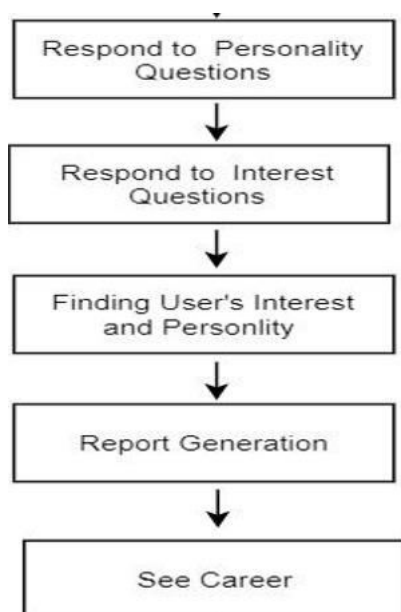 Respond to Personality
Questions
Respond to Interest
Questions
Finding User's Interest
and Personlity
Report Generation
See Career